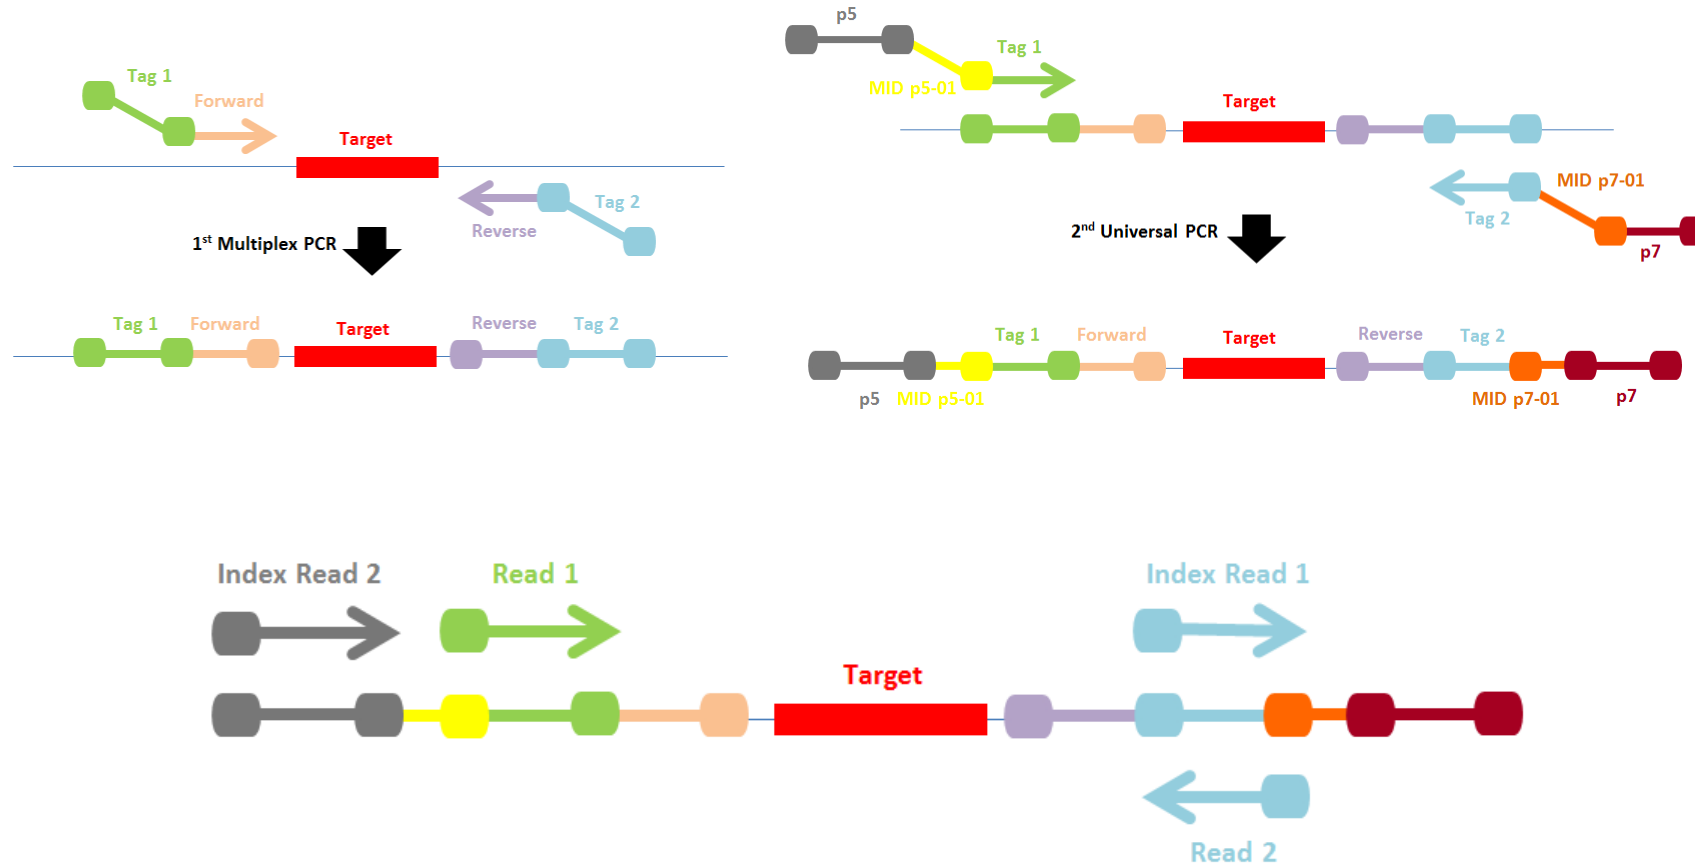 Tag 1
Forward
Target
Reverse
Tag 2
1st Multiplex PCR
Tag 1
Forward
Target
Reverse
Tag 2
p5
Tag 1
MID p5-01
Target
MID p7-01
Tag 2
p7
2nd Universal PCR
Tag 1
Forward
Target
Reverse
Tag 2
p5
MID p5-01
MID p7-01
p7
Index Read 2
Read 1
Index Read 1
Target
Read 2